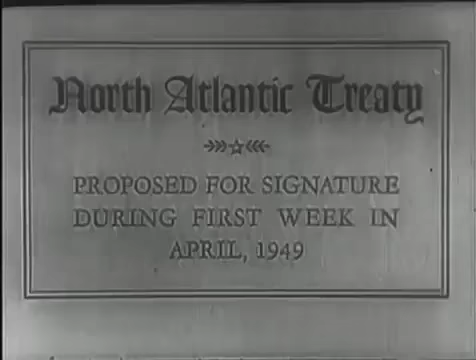 North Atlantic Treaty
PROPOSED FOR SIGNATURE
DURING FIRST WEEK IN
APRIL, 1949